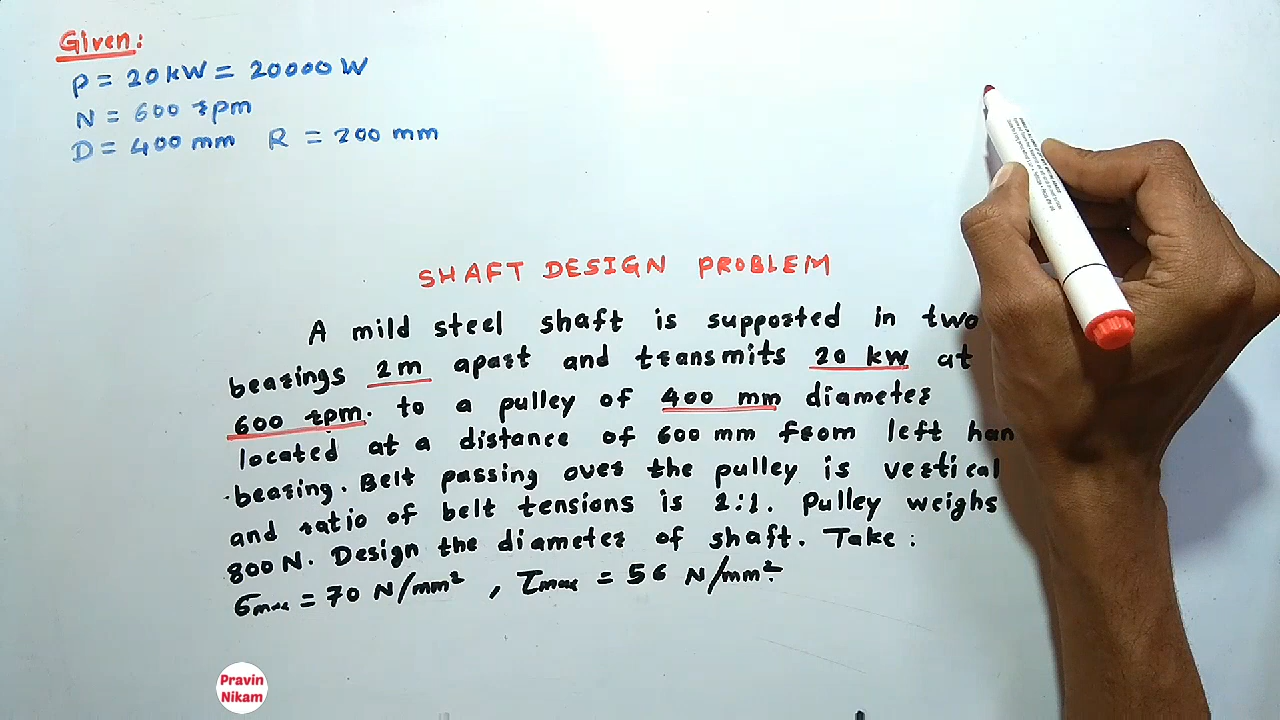 Given:
P = 20 kW = 20000 W
N = 600 rpm
D = 400 mm R = 200 mm
SHAFT DESIGN PROBLEM
A mild steel shaft is supported in two
bearings 2m apart and transmits 20 kw at
600 rpm. to a pulley of 400 mm diameter
located at a distance of 600 mm from left han
bearing. Belt passing over the pulley is vertical
and ratio of belt tensions is 2:1. Pulley weighs
800 N. Design the diameter of shaft. Take :
σmax = 70 N/mm², τmax = 56 N/mm².
Pravin
Nikam